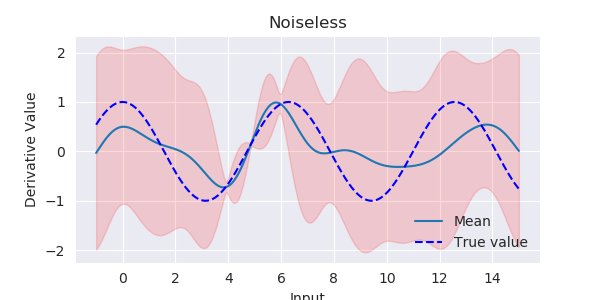 Noiseless
Derivative Value
2
1
0
−1
−2
0 2 4 6 8 10 12 14
Input
Mean
True value